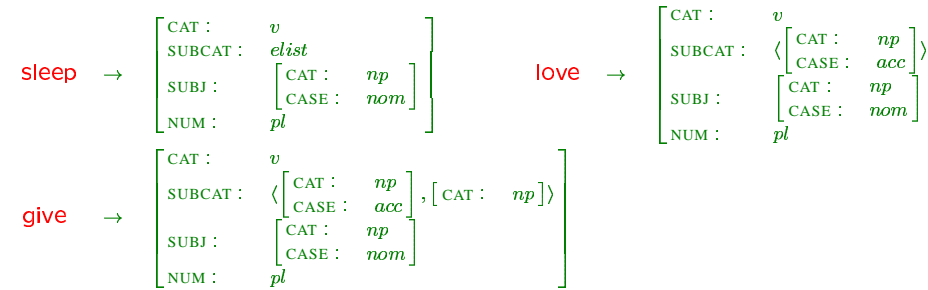 sleep → [CAT : v
SUBCAT : elist
SUBJ : [CAT : np
CASE : nom]
NUM : pl]
love → [CAT : v
SUBCAT : ⟨[CAT : np
CASE : acc]⟩
SUBJ : [CAT : np
CASE : nom]
NUM : pl]
give → [CAT : v
SUBCAT : ⟨[CAT : np
CASE : acc] , [CAT : np]⟩
SUBJ : [CAT : np
CASE : nom]
NUM : pl]